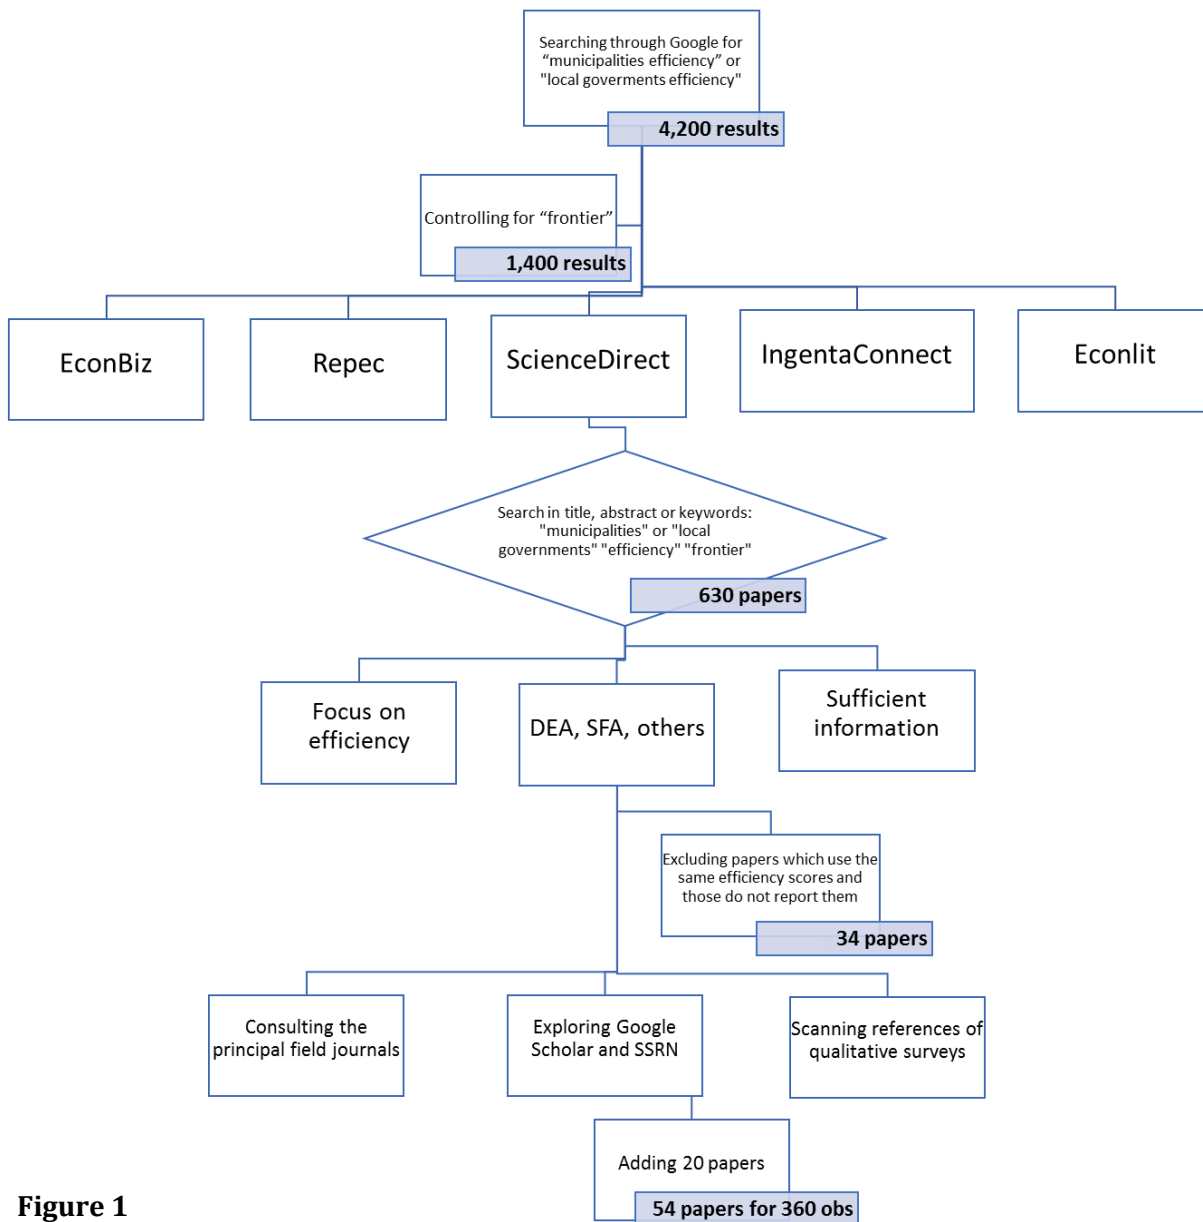 Searching through Google for
“municipalities efficiency” or
"local goverments efficiency"
4,200 results
Controlling for “frontier”
1,400 results
EconBiz
Repec
ScienceDirect
IngentaConnect
Econlit
Search in title, abstract or keywords:
"municipalities" or "local
governments" "efficiency" "frontier"
630 papers
Focus on
efficiency
DEA, SFA, others
Sufficient
information
Excluding papers which use the
same efficiency scores and
those do not report them
34 papers
Consulting the
principal field journals
Exploring Google
Scholar and SSRN
Scanning references of
qualitative surveys
Adding 20 papers
54 papers for 360 obs
Figure 1